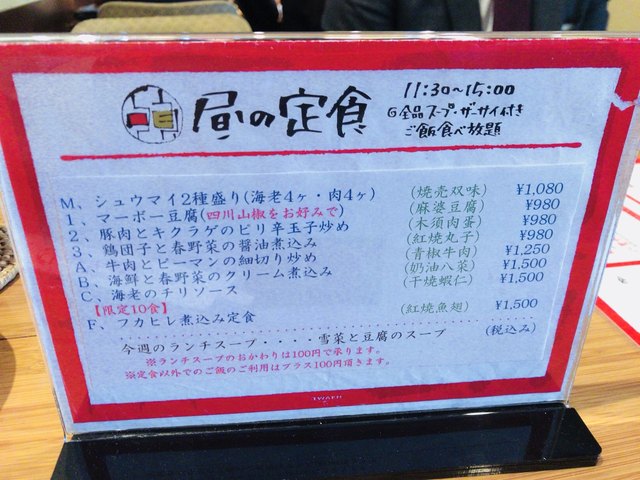 昼の定食
11:30~15:00
G全品スープ・ザーサイ付き
ご飯食べ放題
M、シュウマイ2種盛り(海老4ヶ・肉4ヶ) (焼売双味) ¥1,080
1、マーボー豆腐(四川山椒をお好みで) (麻婆豆腐) ¥980
2、豚肉とキクラゲのピリ辛玉子炒め (木須肉蛋) ¥980
3、鶏団子と春野菜の醤油煮込み (紅焼丸子) ¥980
A、牛肉とピーマンの細切り炒め (青椒牛肉) ¥1,250
B、海鮮と春野菜のクリーム煮込み (奶油八菜) ¥1,500
C、海老のチリソース (干焼蝦仁) ¥1,500
【限定10食】
F、フカヒレ煮込み定食 (紅焼魚翅) ¥1,500
今週のランチスープ・・・・雪菜と豆腐のスープ (税込み)
※ランチスープのおかわりは100円で承ります。
※定食以外でのご飯のご利用はプラス100円頂きます。